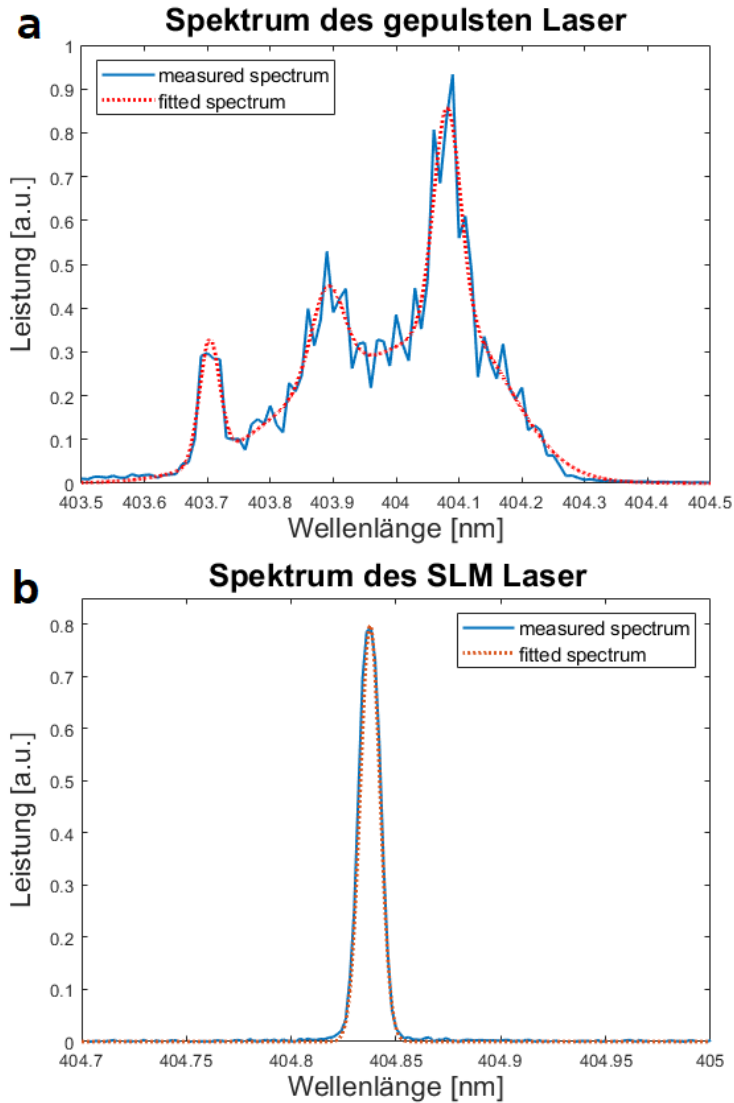 a
Spektrum des gepulsten Laser
1
0.9
0.8
0.7
0.6
0.5
0.4
0.3
0.2
0.1
0
measured spectrum
fitted spectrum
Leistung [a.u.]
403.5 403.6 403.7 403.8 403.9 404 404.1 404.2 404.3 404.4 404.5
Wellenlänge [nm]
b
Spektrum des SLM Laser
0.8
0.7
0.6
0.5
0.4
0.3
0.2
0.1
0
measured spectrum
fitted spectrum
Leistung [a.u.]
404.7 404.75 404.8 404.85 404.9 404.95 405
Wellenlänge [nm]